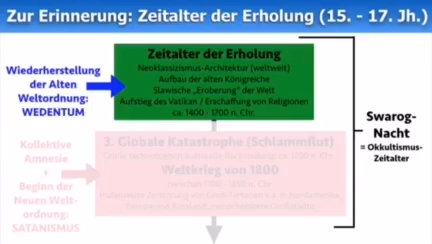 Zur Erinnerung: Zeitalter der Erholung (15. - 17. Jh.)
Zeitalter der Erholung
Neoklassizismus-Architektur (weltweit)
Aufbau der alten Königreiche
Slawische „Eroberung" der Welt
Aufstieg des Vatikan / Erschaffung von Religionen
ca. 1400 - 1700 n. Chr.
Wiederherstellung
der Alten
Weltordnung:
WEDENTUM
Swarog-
Nacht
= Okkultismus-
Zeitalter
3. Globale Katastrophe (Schlammflut)
Weltkrieg von 1800
Kollektive
Amnesie
+
Beginn der
Neuen Welt-
ordnung:
SATANISMUS